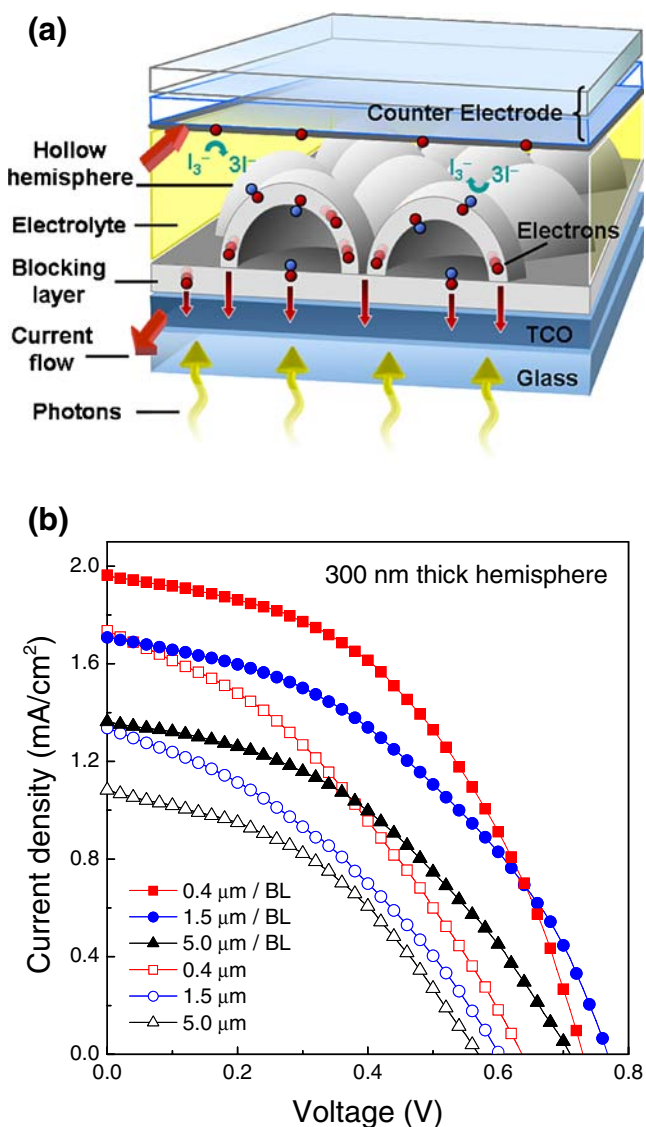 (a)
Counter Electrode
Hollow
hemisphere
I₃⁻ 3I⁻
I₃⁻ 3I⁻
Electrolyte
Electrons
Blocking
layer
Current
flow
TCO
Glass
Photons
(b)
300 nm thick hemisphere
2.0
1.6
1.2
0.8
0.4
0.0
Current density (mA/cm²)
0.4 μm / BL
1.5 μm / BL
5.0 μm / BL
0.4 μm
1.5 μm
5.0 μm
0.0 0.2 0.4 0.6 0.8
Voltage (V)